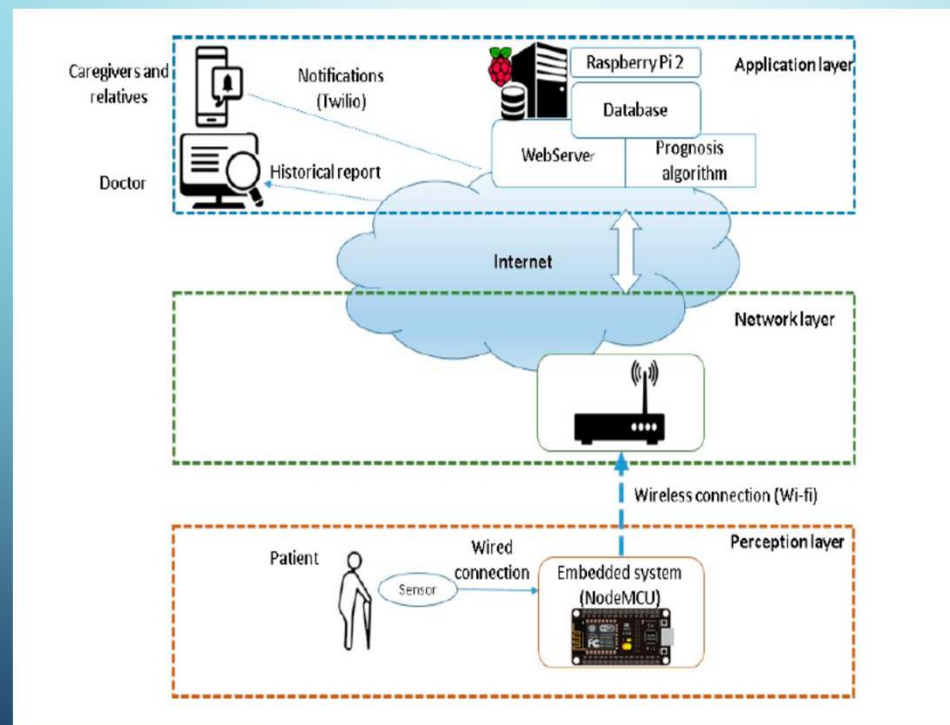 Caregivers and
relatives
Notifications
(Twilio)
Raspberry Pi 2
Application layer
Database
WebServer
Prognosis
algorithm
Doctor
Historical report
Internet
Network layer
Wireless connection (Wi-fi)
Perception layer
Patient
Wired
connection
Sensor
Embedded system
(NodeMCU)